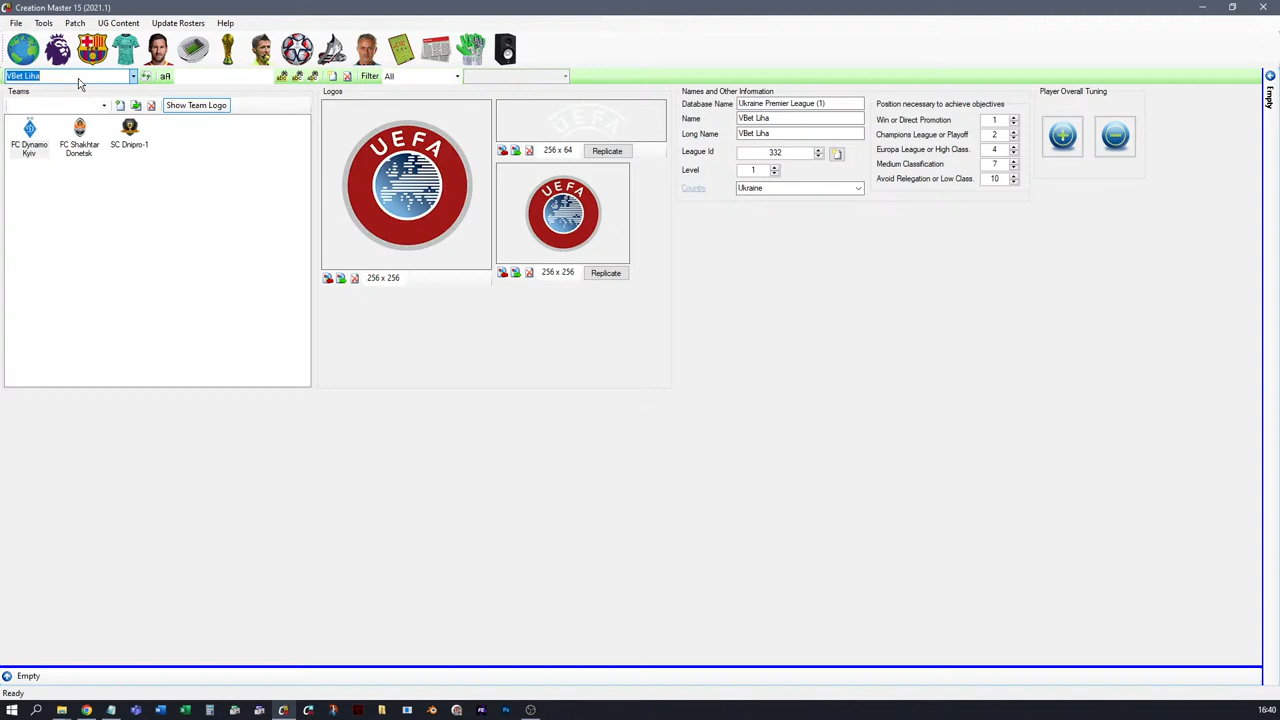 Creation Master 15 (2021.1)
File Tools Patch UG Content Update Rosters Help
VBet Liha
aA
abc abc abc
Filter All
Teams
Show Team Logo
FC Dynamo Kyiv
FC Shakhtar Donetsk
SC Dnipro-1
Logos
UEFA
256 x 256
UEFA
256 x 64 Replicate
UEFA
256 x 256 Replicate
Names and Other Information
Database Name Ukraine Premier League (1)
Name VBet Liha
Long Name VBet Liha
League Id 332
Level 1
Country Ukraine
Position necessary to achieve objectives
Win or Direct Promotion 1
Champions League or Playoff 2
Europa League or High Class. 4
Medium Classification 7
Avoid Relegation or Low Class. 10
Player Overall Tuning
Empty
Empty
Ready
16:40